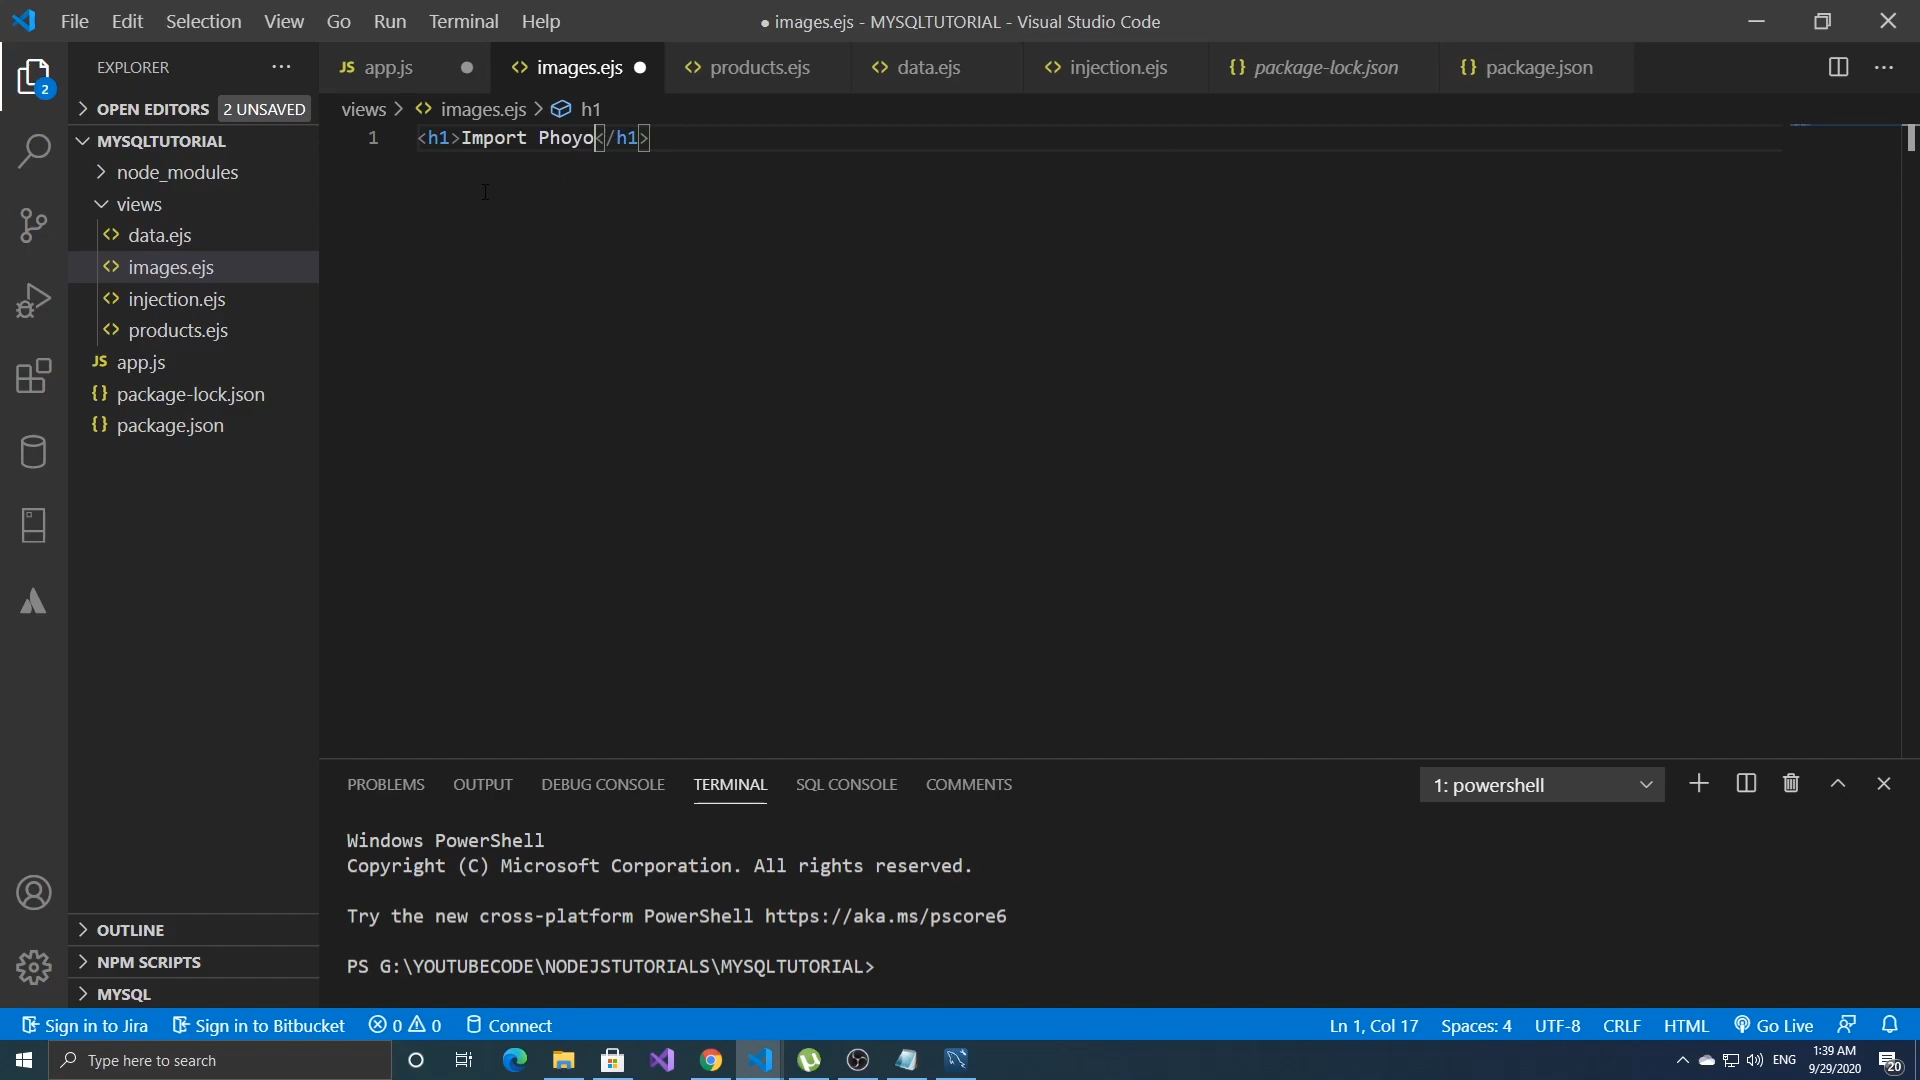 File Edit Selection View Go Run Terminal Help
● images.ejs - MYSQLTUTORIAL - Visual Studio Code
EXPLORER
JS app.js
images.ejs
products.ejs
data.ejs
injection.ejs
{} package-lock.json
{} package.json
OPEN EDITORS 2 UNSAVED
views > images.ejs > h1
1 <h1>Import Phoyo</h1>
MYSQLTUTORIAL
node_modules
views
data.ejs
images.ejs
injection.ejs
products.ejs
JS app.js
{} package-lock.json
{} package.json
2
OUTLINE
NPM SCRIPTS
MYSQL
PROBLEMS OUTPUT DEBUG CONSOLE TERMINAL SQL CONSOLE COMMENTS
1: powershell
Windows PowerShell
Copyright (C) Microsoft Corporation. All rights reserved.
Try the new cross-platform PowerShell https://aka.ms/pscore6
PS G:\YOUTUBECODE\NODEJSTUTORIALS\MYSQLTUTORIAL>
Sign in to Jira Sign in to Bitbucket 0 0 Connect
Ln 1, Col 17 Spaces: 4 UTF-8 CRLF HTML Go Live
Type here to search
ENG
1:39 AM
9/29/2020
20